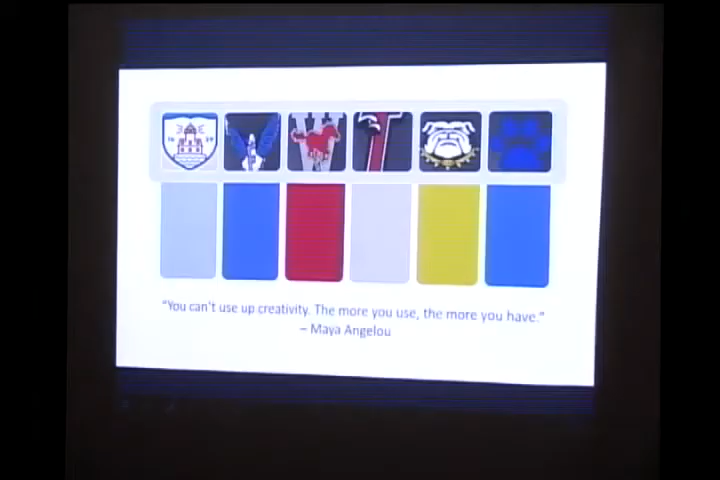 W T
"You can't use up creativity. The more you use, the more you have."
– Maya Angelou